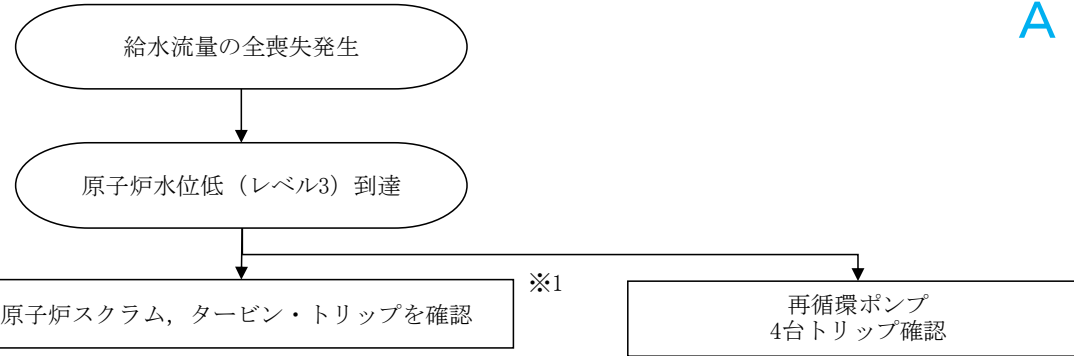 A
給水流量の全喪失発生
原子炉水位低（レベル3）到達
原子炉スクラム，タービン・トリップを確認
※1
再循環ポンプ
4台トリップ確認